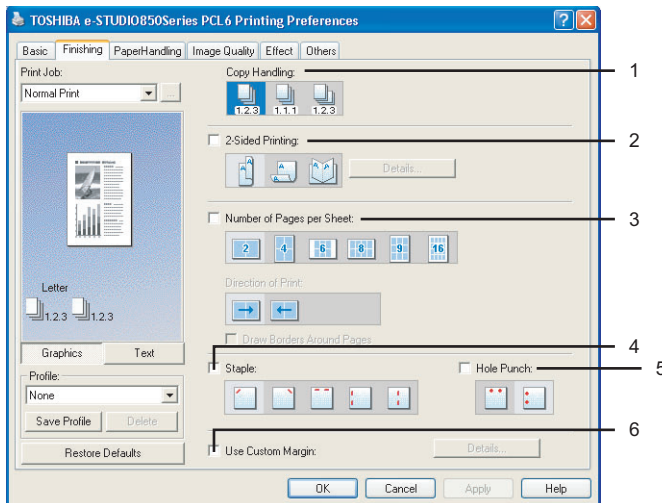 TOSHIBA e-STUDIO850Series PCL6 Printing Preferences
Basic Finishing PaperHandling Image Quality Effect Others
Print Job:
Normal Print
...
Letter
1.2.3 1.2.3
Graphics Text
Profile:
None
Save Profile Delete
Restore Defaults
Copy Handling:
1.2.3 1.1.1 1.2.3
1
2-Sided Printing:
Details...
2
Number of Pages per Sheet:
2 4 6 8 9 16
3
Direction of Print:
Draw Borders Around Pages
4
Staple:
Hole Punch:
5
6
Use Custom Margin:
Details...
OK Cancel Apply Help